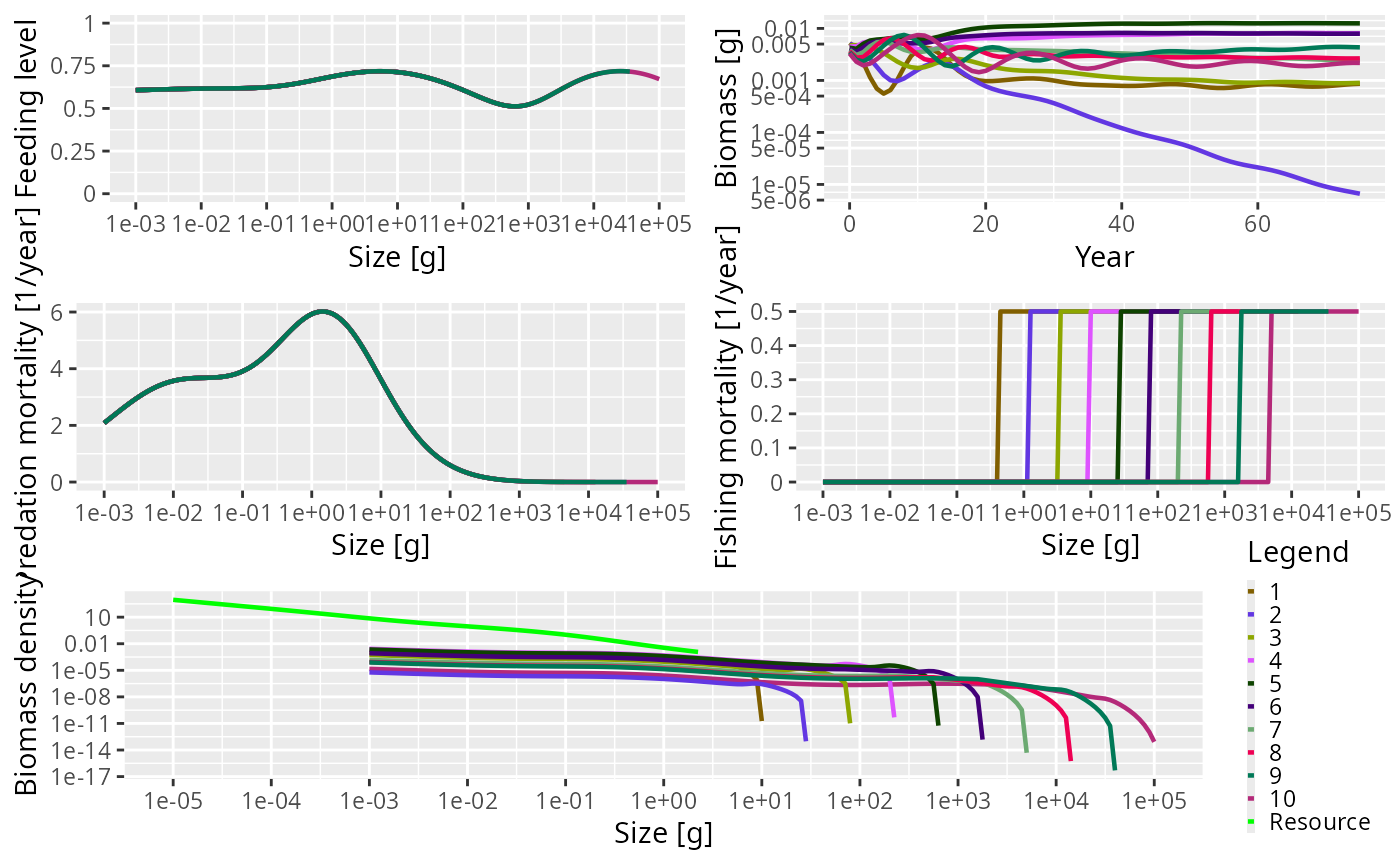 Feeding level
1
0.75
0.5
0.25
0
1e-03 1e-02 1e-01 1e+00 1e+01 1e+02 1e+03 1e+04 1e+05
Size [g]
Biomass [g]
0.01
0.005
0.001
5e-04
1e-04
5e-05
1e-05
5e-06
0 20 40 60
Year
redation mortality [1/year]
6
4
2
0
1e-03 1e-02 1e-01 1e+00 1e+01 1e+02 1e+03 1e+04 1e+05
Size [g]
Fishing mortality [1/year]
0.5
0.4
0.3
0.2
0.1
0
1e-03 1e-02 1e-01 1e+00 1e+01 1e+02 1e+03 1e+04 1e+05
Size [g]
Biomass density
10
0.01
1e-05
1e-08
1e-11
1e-14
1e-17
1e-05 1e-04 1e-03 1e-02 1e-01 1e+00 1e+01 1e+02 1e+03 1e+04 1e+05
Size [g]
Legend
1
2
3
4
5
6
7
8
9
10
Resource